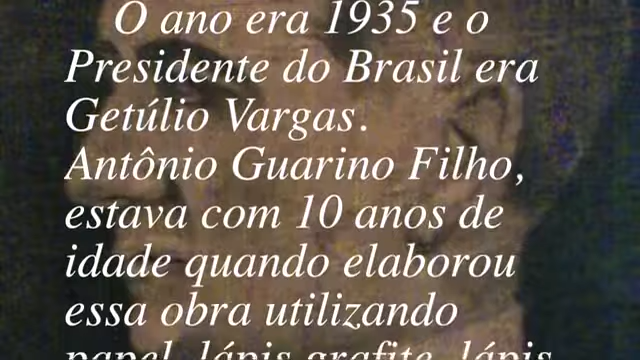 O ano era 1935 e o
Presidente do Brasil era
Getúlio Vargas.
Antônio Guarino Filho,
estava com 10 anos de
idade quando elaborou
essa obra utilizando
papel, lápis grafite, lápis